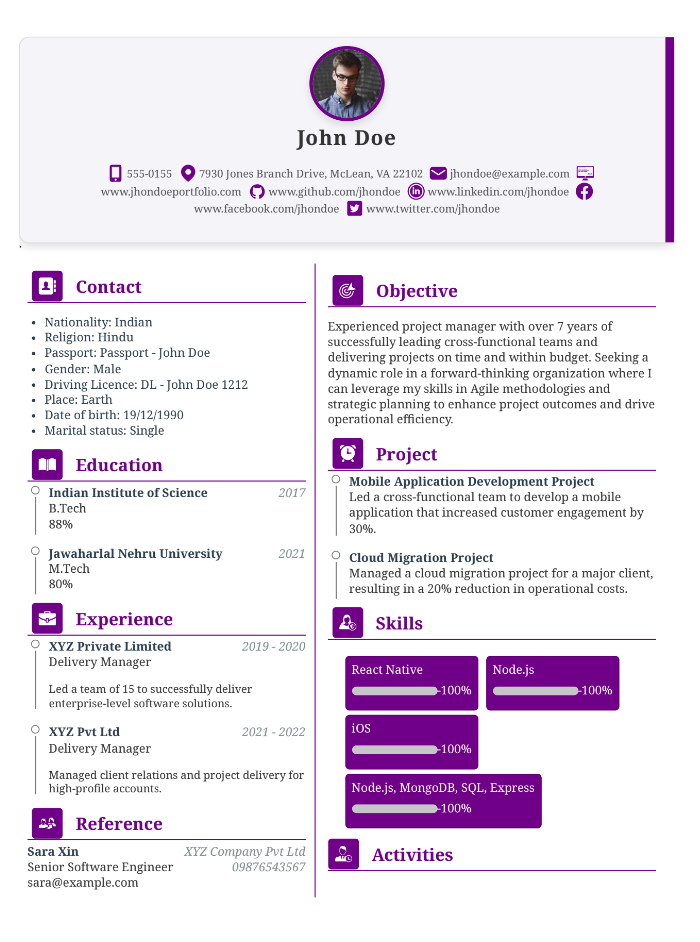 John Doe
555-0155 7930 Jones Branch Drive, McLean, VA 22102 jhondoe@example.com
www.jhondoeportfolio.com www.github.com/jhondoe www.linkedin.com/jhondoe
www.facebook.com/jhondoe www.twitter.com/jhondoe
.
Contact
• Nationality: Indian
• Religion: Hindu
• Passport: Passport - John Doe
• Gender: Male
• Driving Licence: DL - John Doe 1212
• Place: Earth
• Date of birth: 19/12/1990
• Marital status: Single
Education
Indian Institute of Science 2017
B.Tech
88%
Jawaharlal Nehru University 2021
M.Tech
80%
Experience
XYZ Private Limited 2019 - 2020
Delivery Manager
Led a team of 15 to successfully deliver
enterprise-level software solutions.
XYZ Pvt Ltd 2021 - 2022
Delivery Manager
Managed client relations and project delivery for
high-profile accounts.
Reference
Sara Xin XYZ Company Pvt Ltd
Senior Software Engineer 09876543567
sara@example.com
Objective
Experienced project manager with over 7 years of
successfully leading cross-functional teams and
delivering projects on time and within budget. Seeking a
dynamic role in a forward-thinking organization where I
can leverage my skills in Agile methodologies and
strategic planning to enhance project outcomes and drive
operational efficiency.
Project
Mobile Application Development Project
Led a cross-functional team to develop a mobile
application that increased customer engagement by
30%.
Cloud Migration Project
Managed a cloud migration project for a major client,
resulting in a 20% reduction in operational costs.
Skills
React Native
-100%
Node.js
-100%
iOS
-100%
Node.js, MongoDB, SQL, Express
-100%
Activities